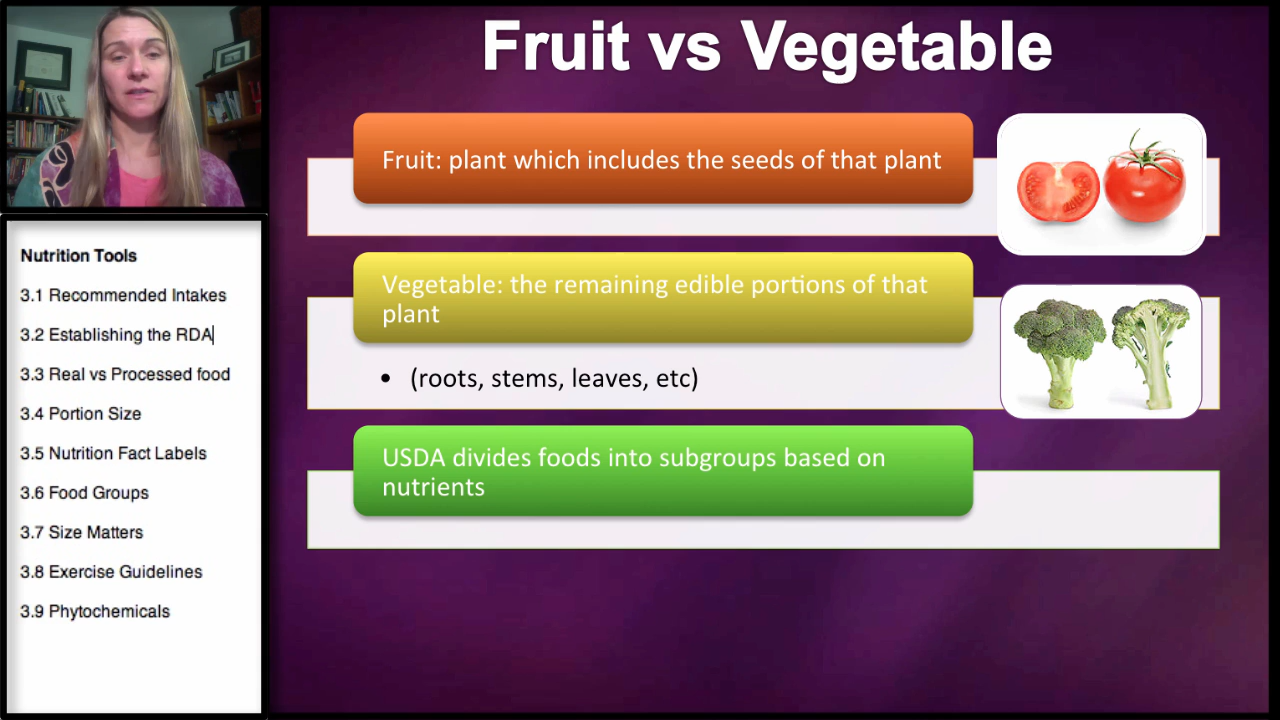 Fruit vs Vegetable
Fruit: plant which includes the seeds of that plant
Vegetable: the remaining edible portions of that
plant
• (roots, stems, leaves, etc)
USDA divides foods into subgroups based on
nutrients
Nutrition Tools
3.1 Recommended Intakes
3.2 Establishing the RDA
3.3 Real vs Processed food
3.4 Portion Size
3.5 Nutrition Fact Labels
3.6 Food Groups
3.7 Size Matters
3.8 Exercise Guidelines
3.9 Phytochemicals